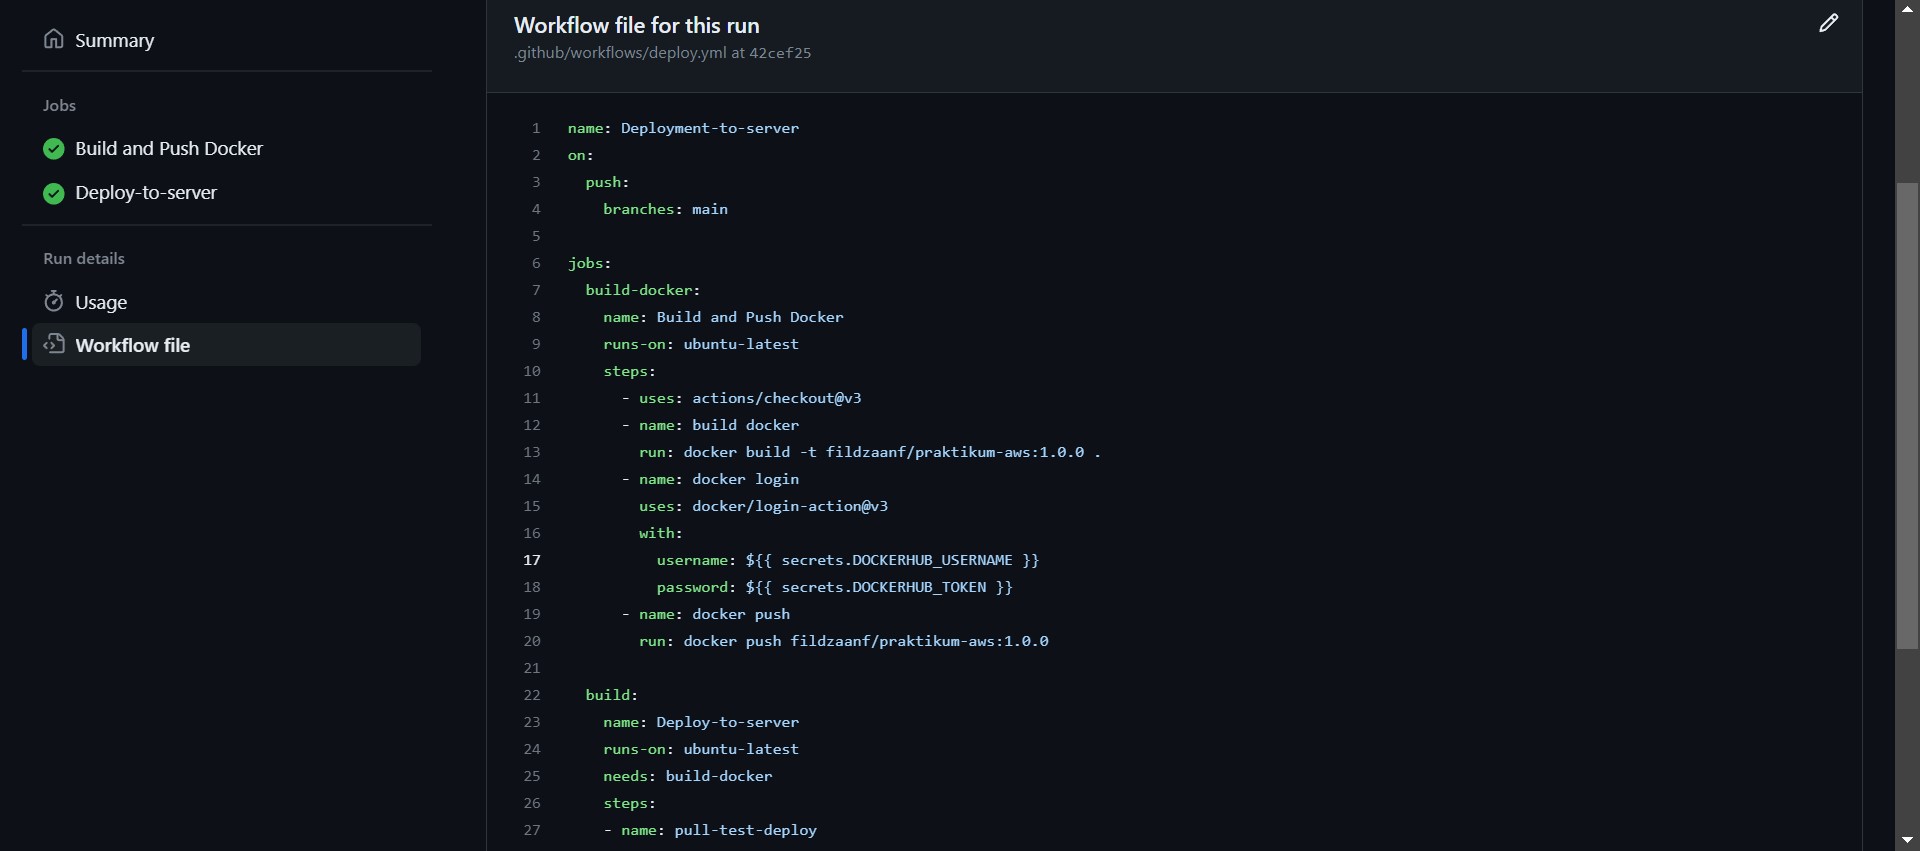 Summary
Jobs
Build and Push Docker
Deploy-to-server
Run details
Usage
Workflow file
Workflow file for this run
.github/workflows/deploy.yml at 42cef25
1 name: Deployment-to-server
2 on:
3   push:
4     branches: main
5
6 jobs:
7   build-docker:
8     name: Build and Push Docker
9     runs-on: ubuntu-latest
10     steps:
11       - uses: actions/checkout@v3
12       - name: build docker
13         run: docker build -t fildzaanf/praktikum-aws:1.0.0 .
14       - name: docker login
15         uses: docker/login-action@v3
16         with:
17           username: ${{ secrets.DOCKERHUB_USERNAME }}
18           password: ${{ secrets.DOCKERHUB_TOKEN }}
19       - name: docker push
20         run: docker push fildzaanf/praktikum-aws:1.0.0
21
22   build:
23     name: Deploy-to-server
24     runs-on: ubuntu-latest
25     needs: build-docker
26     steps:
27     - name: pull-test-deploy